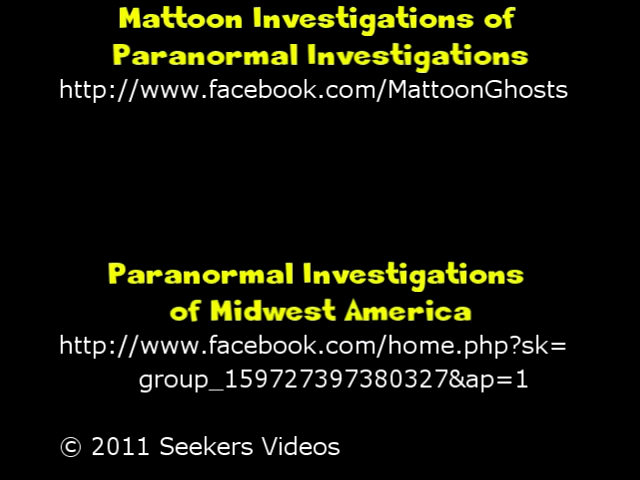 Mattoon Investigations of
Paranormal Investigations
http://www.facebook.com/MattoonGhosts
Paranormal Investigations
of Midwest America
http://www.facebook.com/home.php?sk=
group_159727397380327&ap=1
© 2011 Seekers Videos